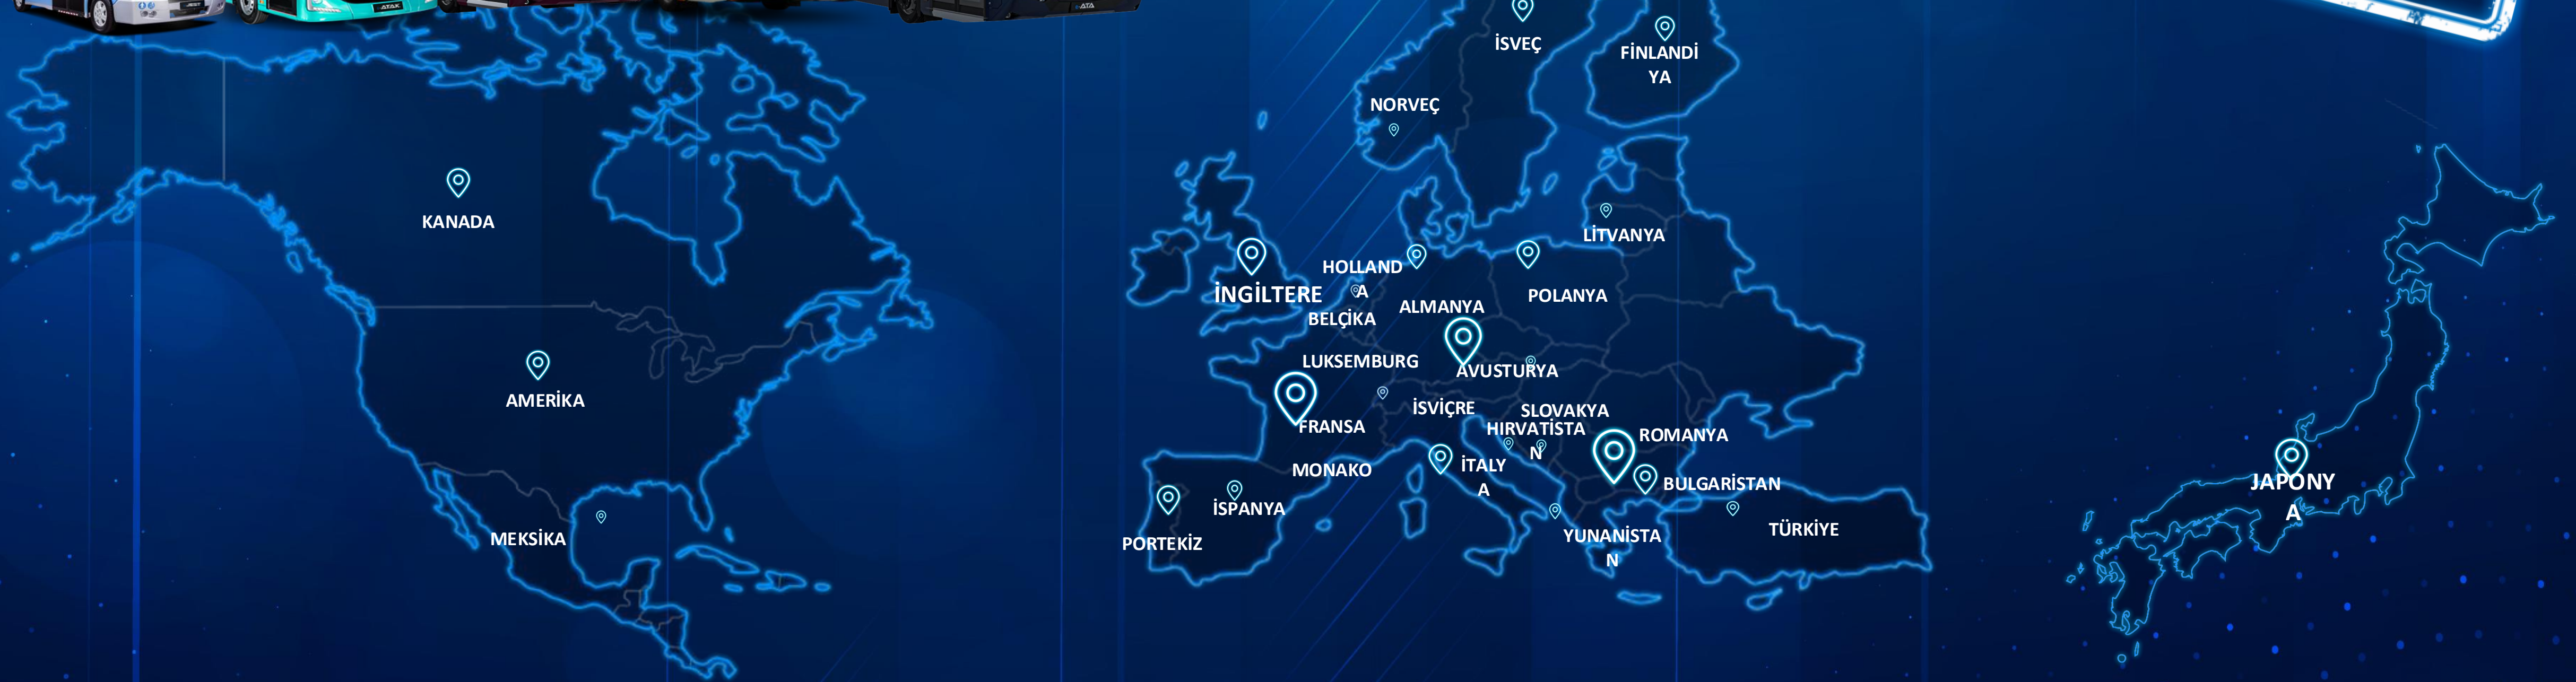 ATAK
ATA
İSVEÇ
FİNLANDİ
YA
NORVEÇ
KANADA
LİTVANYA
HOLLAND
A
İNGİLTERE
POLANYA
ALMANYA
BELÇİKA
LUKSEMBURG
AVUSTURYA
AMERİKA
İSVİÇRE
SLOVAKYA
FRANSA
HIRVATİSTA
N
ROMANYA
MONAKO
İTALY
A
BULGARİSTAN
JAPONY
A
İSPANYA
MEKSİKA
PORTEKİZ
YUNANİSTA
N
TÜRKİYE